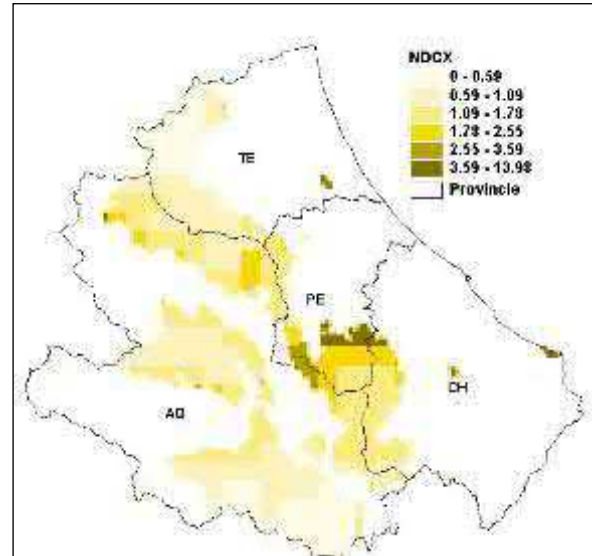 NDCX
0 - 0.59
0.59 - 1.09
1.09 - 1.78
1.78 - 2.55
2.55 - 3.59
3.59 - 13.98
Provincie
TE
PE
CH
AQ